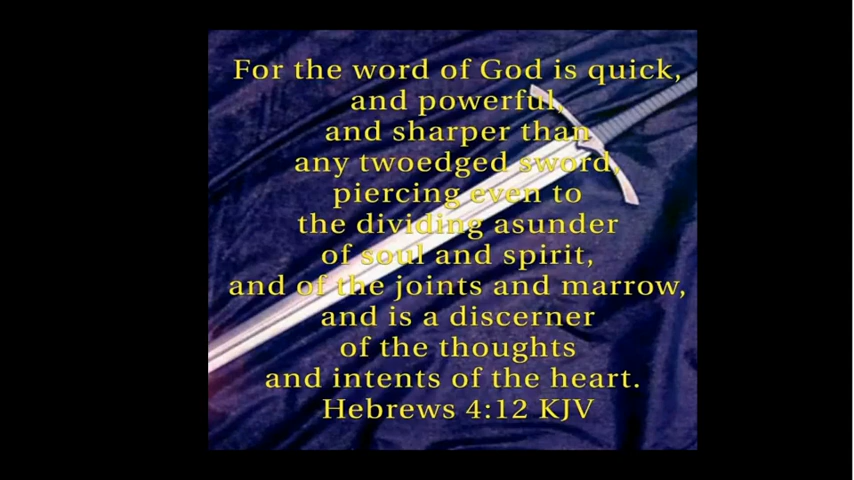 For the word of God is quick,
and powerful,
and sharper than
any twoedged sword,
piercing even to
the dividing asunder
of soul and spirit,
and of the joints and marrow,
and is a discerner
of the thoughts
and intents of the heart.
Hebrews 4:12 KJV